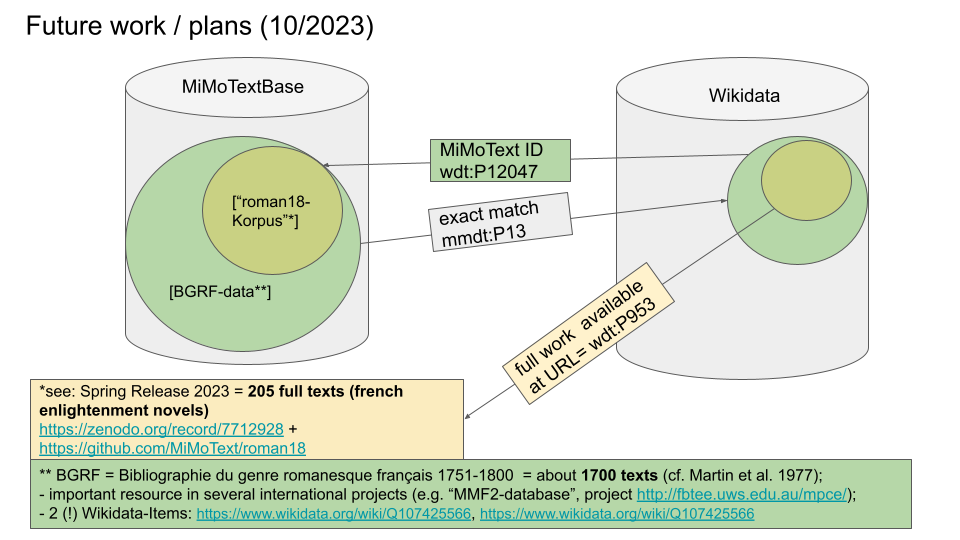 Future work / plans (10/2023)
MiMoTextBase
Wikidata
MiMoText ID
wdt:P12047
["roman18-
Korpus"*]
exact match
mmdt:P13
[BGRF-data**]
full work  available
at URL= wdt:P953
*see: Spring Release 2023 = 205 full texts (french
enlightenment novels)
https://zenodo.org/record/7712928 +
https://github.com/MiMoText/roman18
** BGRF = Bibliographie du genre romanesque français 1751-1800  = about 1700 texts (cf. Martin et al. 1977);
- important resource in several international projects (e.g. “MMF2-database”, project http://fbtee.uws.edu.au/mpce/);
- 2 (!) Wikidata-Items: https://www.wikidata.org/wiki/Q107425566, https://www.wikidata.org/wiki/Q107425566